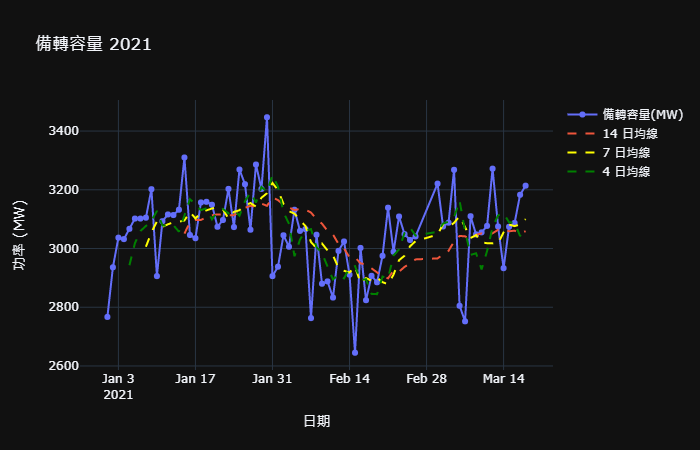 備轉容量 2021
備轉容量(MW)
14 日均線
7 日均線
4 日均線
功率 (MW)
3400
3200
3000
2800
2600
Jan 3
2021
Jan 17
Jan 31
Feb 14
Feb 28
Mar 14
日期